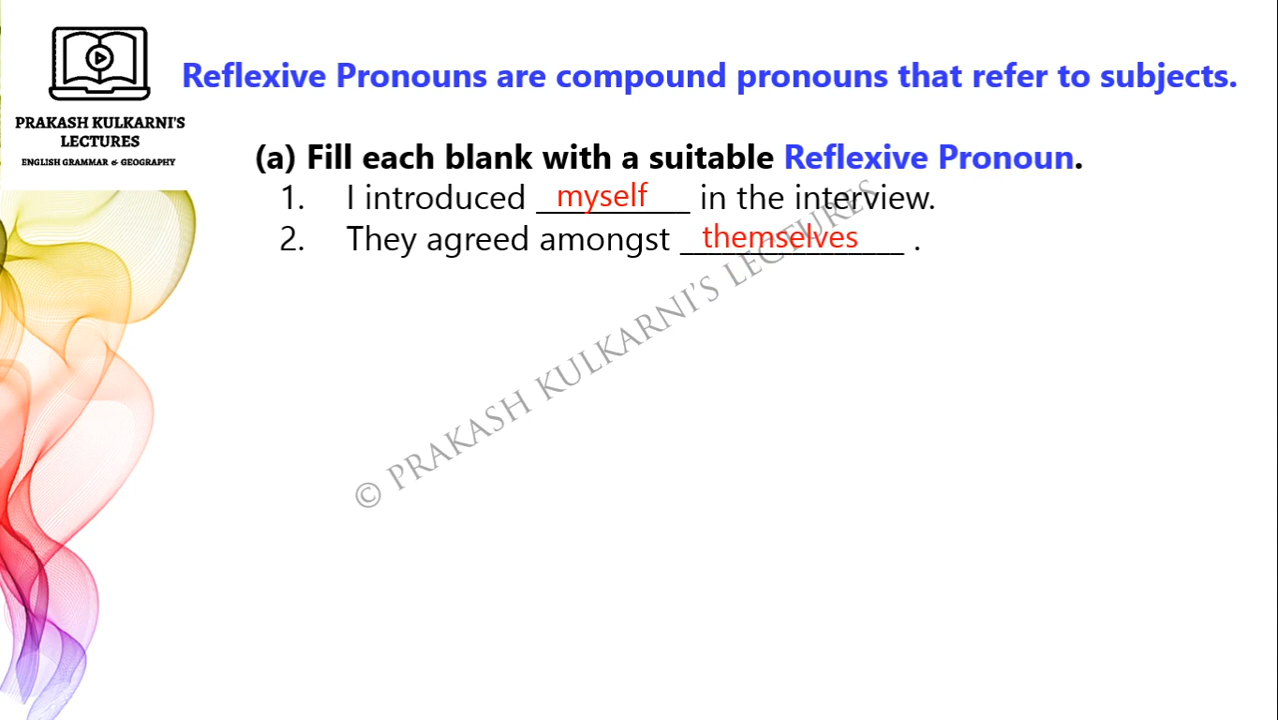 PRAKASH KULKARNI'S
LECTURES
ENGLISH GRAMMAR & GEOGRAPHY
Reflexive Pronouns are compound pronouns that refer to subjects.
(a) Fill each blank with a suitable Reflexive Pronoun.
1. I introduced myself in the interview.
2. They agreed amongst themselves .
© PRAKASH KULKARNI'S LECTURES